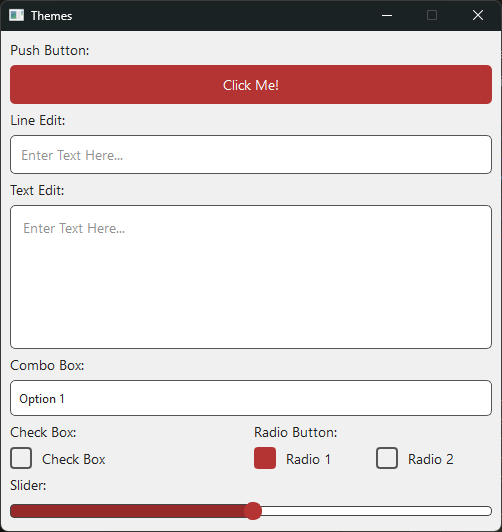 Themes
Push Button:
Click Me!
Line Edit:
Enter Text Here...
Text Edit:
Enter Text Here...
Combo Box:
Option 1
Check Box: Radio Button:
Check Box Radio 1 Radio 2
Slider: